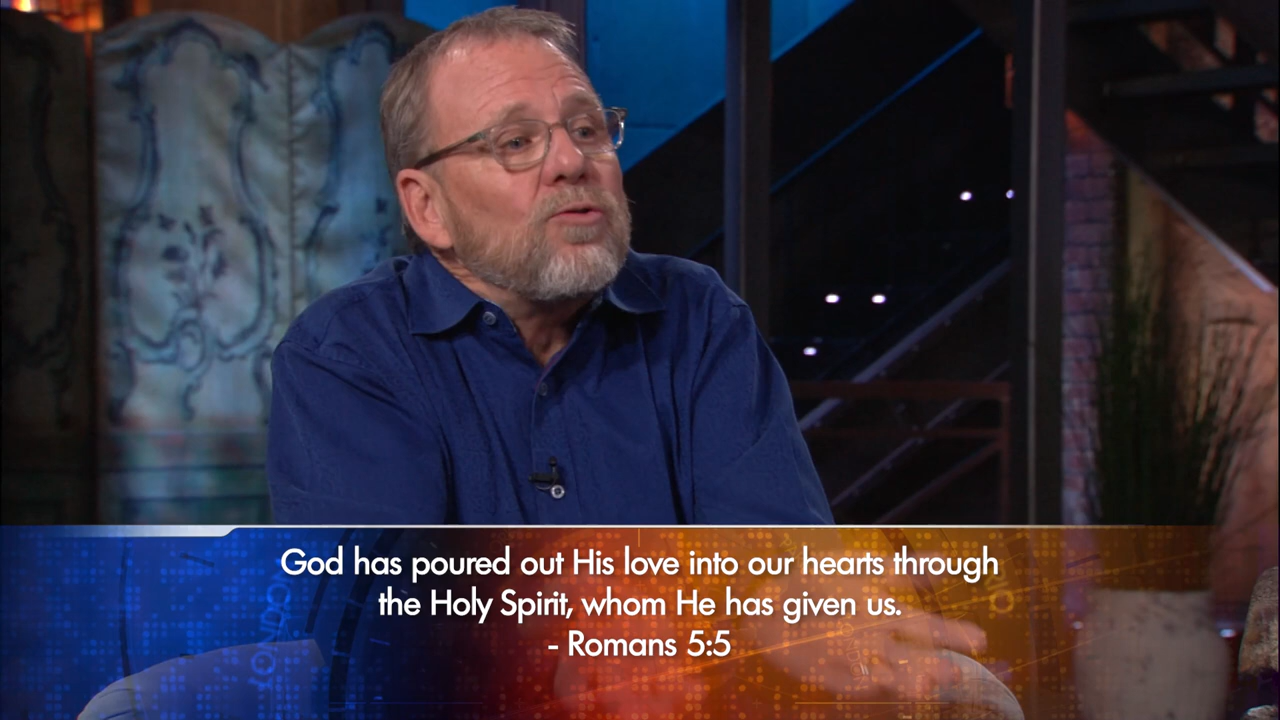 God has poured out His love into our hearts through
the Holy Spirit, whom He has given us.
- Romans 5:5